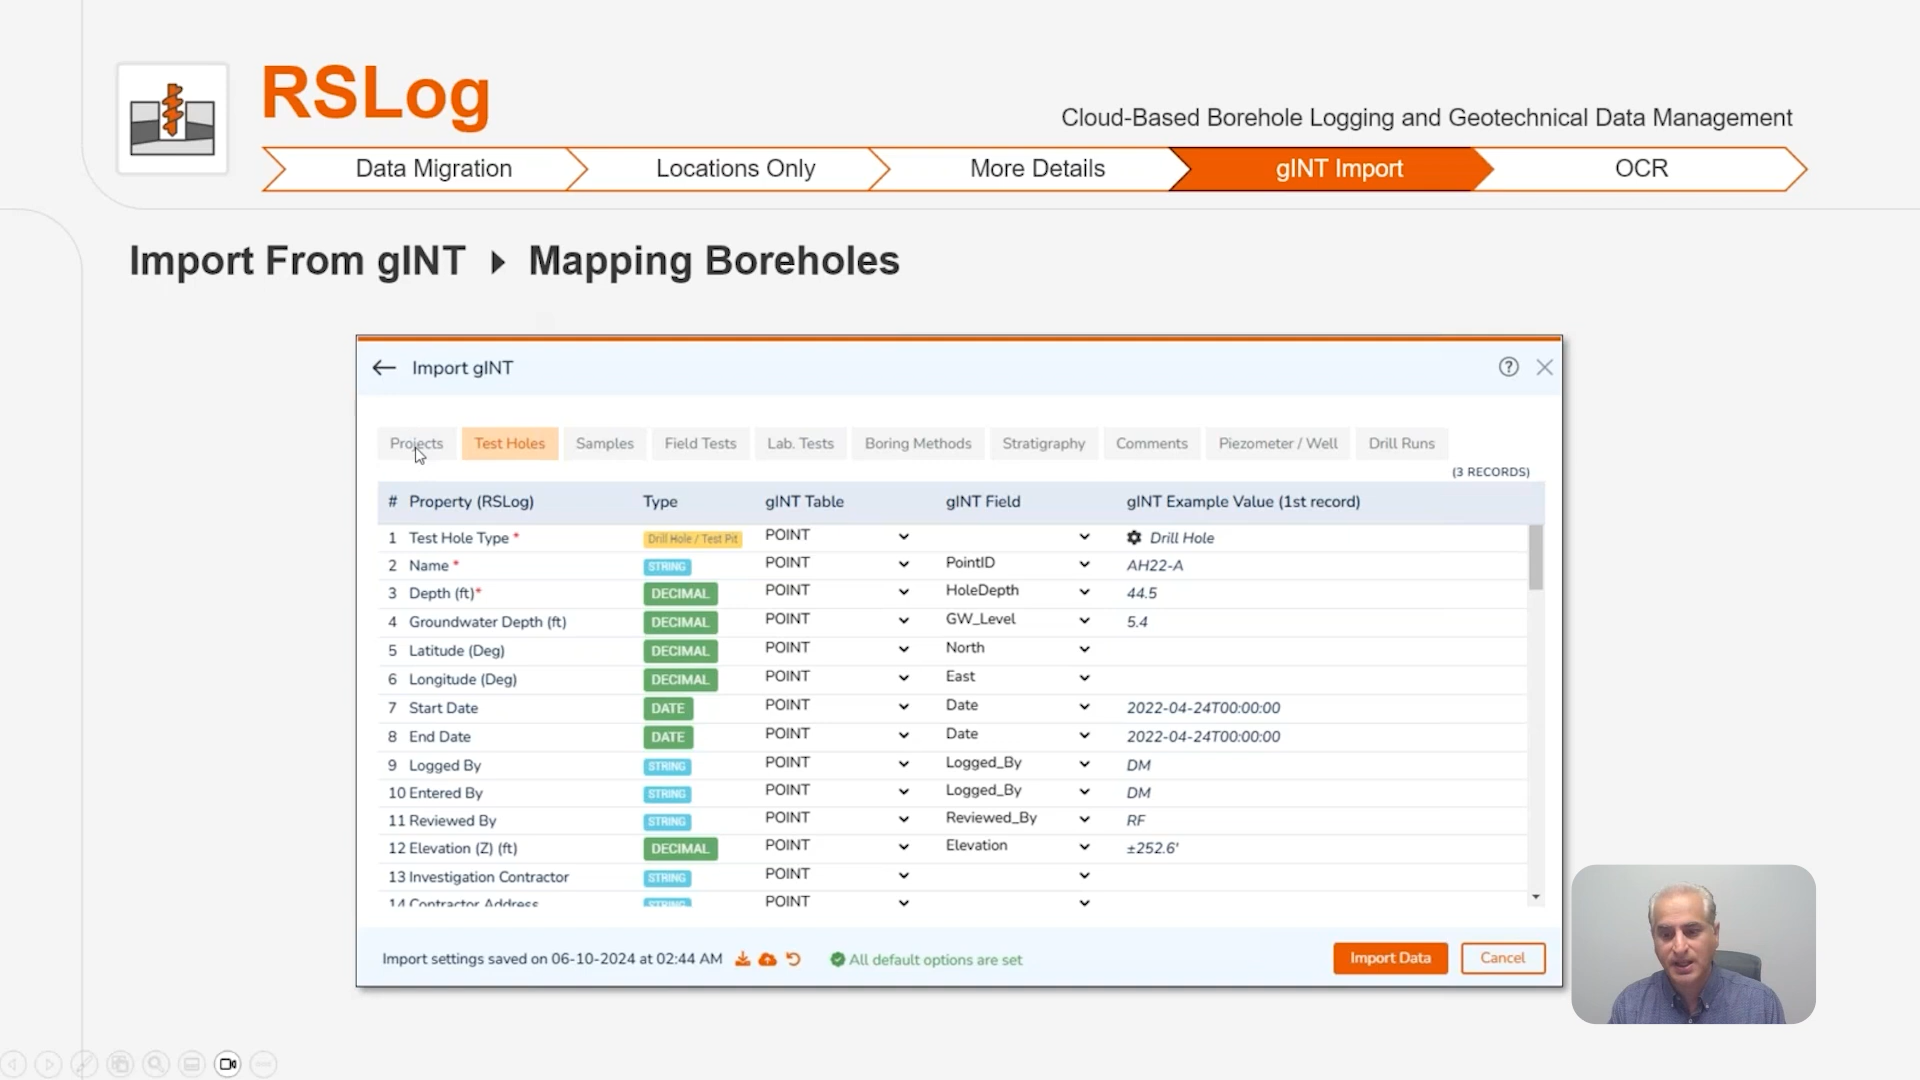 RSLog
Cloud-Based Borehole Logging and Geotechnical Data Management
Data Migration Locations Only More Details gINT Import OCR
Import From gINT ▸ Mapping Boreholes
Import gINT
Projects Test Holes Samples Field Tests Lab. Tests Boring Methods Stratigraphy Comments Piezometer / Well Drill Runs
(3 RECORDS)
# Property (RSLog) Type gINT Table gINT Field gINT Example Value (1st record)
1 Test Hole Type * Drill Hole / Test Pit POINT Drill Hole
2 Name * STRING POINT PointID AH22-A
3 Depth (ft)* DECIMAL POINT HoleDepth 44.5
4 Groundwater Depth (ft) DECIMAL POINT GW_Level 5.4
5 Latitude (Deg) DECIMAL POINT North
6 Longitude (Deg) DECIMAL POINT East
7 Start Date DATE POINT Date 2022-04-24T00:00:00
8 End Date DATE POINT Date 2022-04-24T00:00:00
9 Logged By STRING POINT Logged_By DM
10 Entered By STRING POINT Logged_By DM
11 Reviewed By STRING POINT Reviewed_By RF
12 Elevation (Z) (ft) DECIMAL POINT Elevation ±252.6'
13 Investigation Contractor STRING POINT
14 Contractor Address STRING POINT
Import settings saved on 06-10-2024 at 02:44 AM All default options are set Import Data Cancel